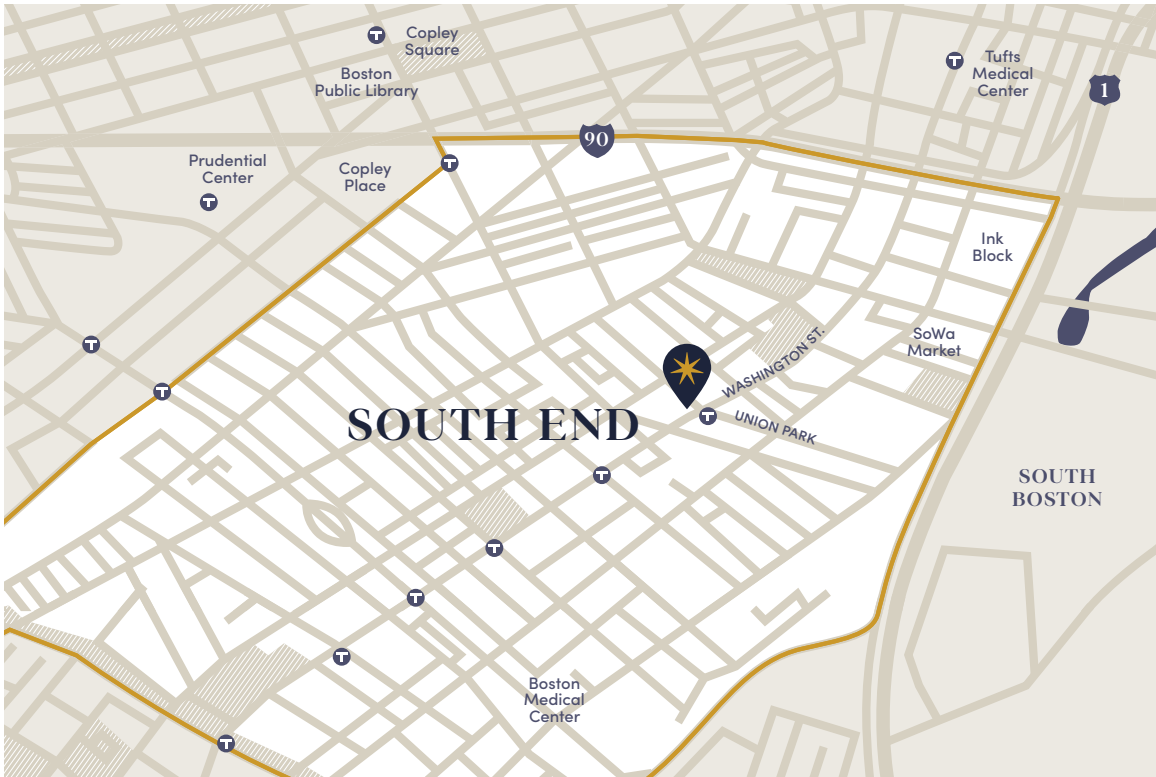 Copley
Square
Boston
Public Library
Tufts
Medical
Center
1
90
Prudential
Center
Copley
Place
Ink
Block
SoWa
Market
WASHINGTON ST.
UNION PARK
SOUTH END
SOUTH
BOSTON
Boston
Medical
Center
T
T
T
T
T
T
T
T
T
T
T
T